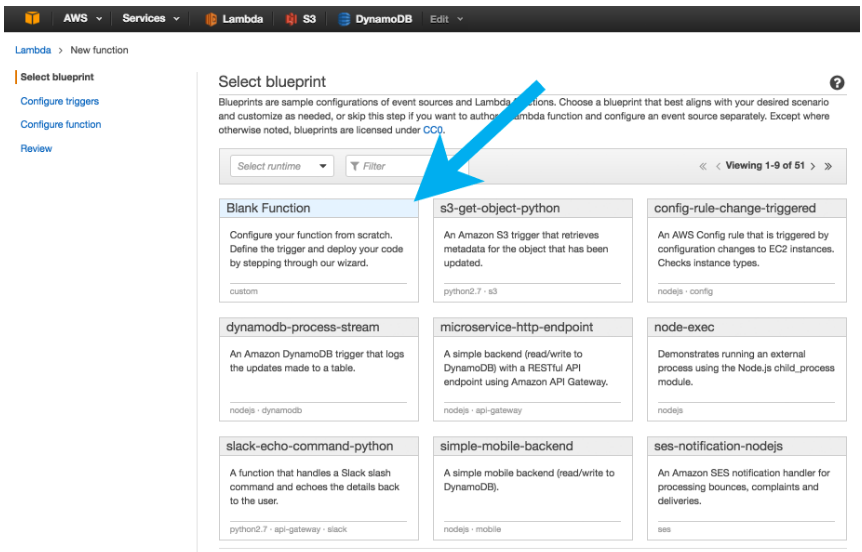 AWS Services Lambda S3 DynamoDB Edit
Lambda > New function
Select blueprint
Configure triggers
Configure function
Review
Select blueprint
Blueprints are sample configurations of event sources and Lambda functions. Choose a blueprint that best aligns with your desired scenario
and customize as needed, or skip this step if you want to author a Lambda function and configure an event source separately. Except where
otherwise noted, blueprints are licensed under CC0.
Select runtime Filter « < Viewing 1-9 of 51 > »
Blank Function
Configure your function from scratch.
Define the trigger and deploy your code
by stepping through our wizard.
custom
s3-get-object-python
An Amazon S3 trigger that retrieves
metadata for the object that has been
updated.
python2.7 · s3
config-rule-change-triggered
An AWS Config rule that is triggered by
configuration changes to EC2 instances.
Checks instance types.
nodejs · config
dynamodb-process-stream
An Amazon DynamoDB trigger that logs
the updates made to a table.
nodejs · dynamodb
microservice-http-endpoint
A simple backend (read/write to
DynamoDB) with a RESTful API
endpoint using Amazon API Gateway.
nodejs · api-gateway
node-exec
Demonstrates running an external
process using the Node.js child_process
module.
nodejs
slack-echo-command-python
A function that handles a Slack slash
command and echoes the details back
to the user.
python2.7 · api-gateway · slack
simple-mobile-backend
A simple mobile backend (read/write to
DynamoDB).
nodejs · mobile
ses-notification-nodejs
An Amazon SES notification handler for
processing bounces, complaints and
deliveries.
ses